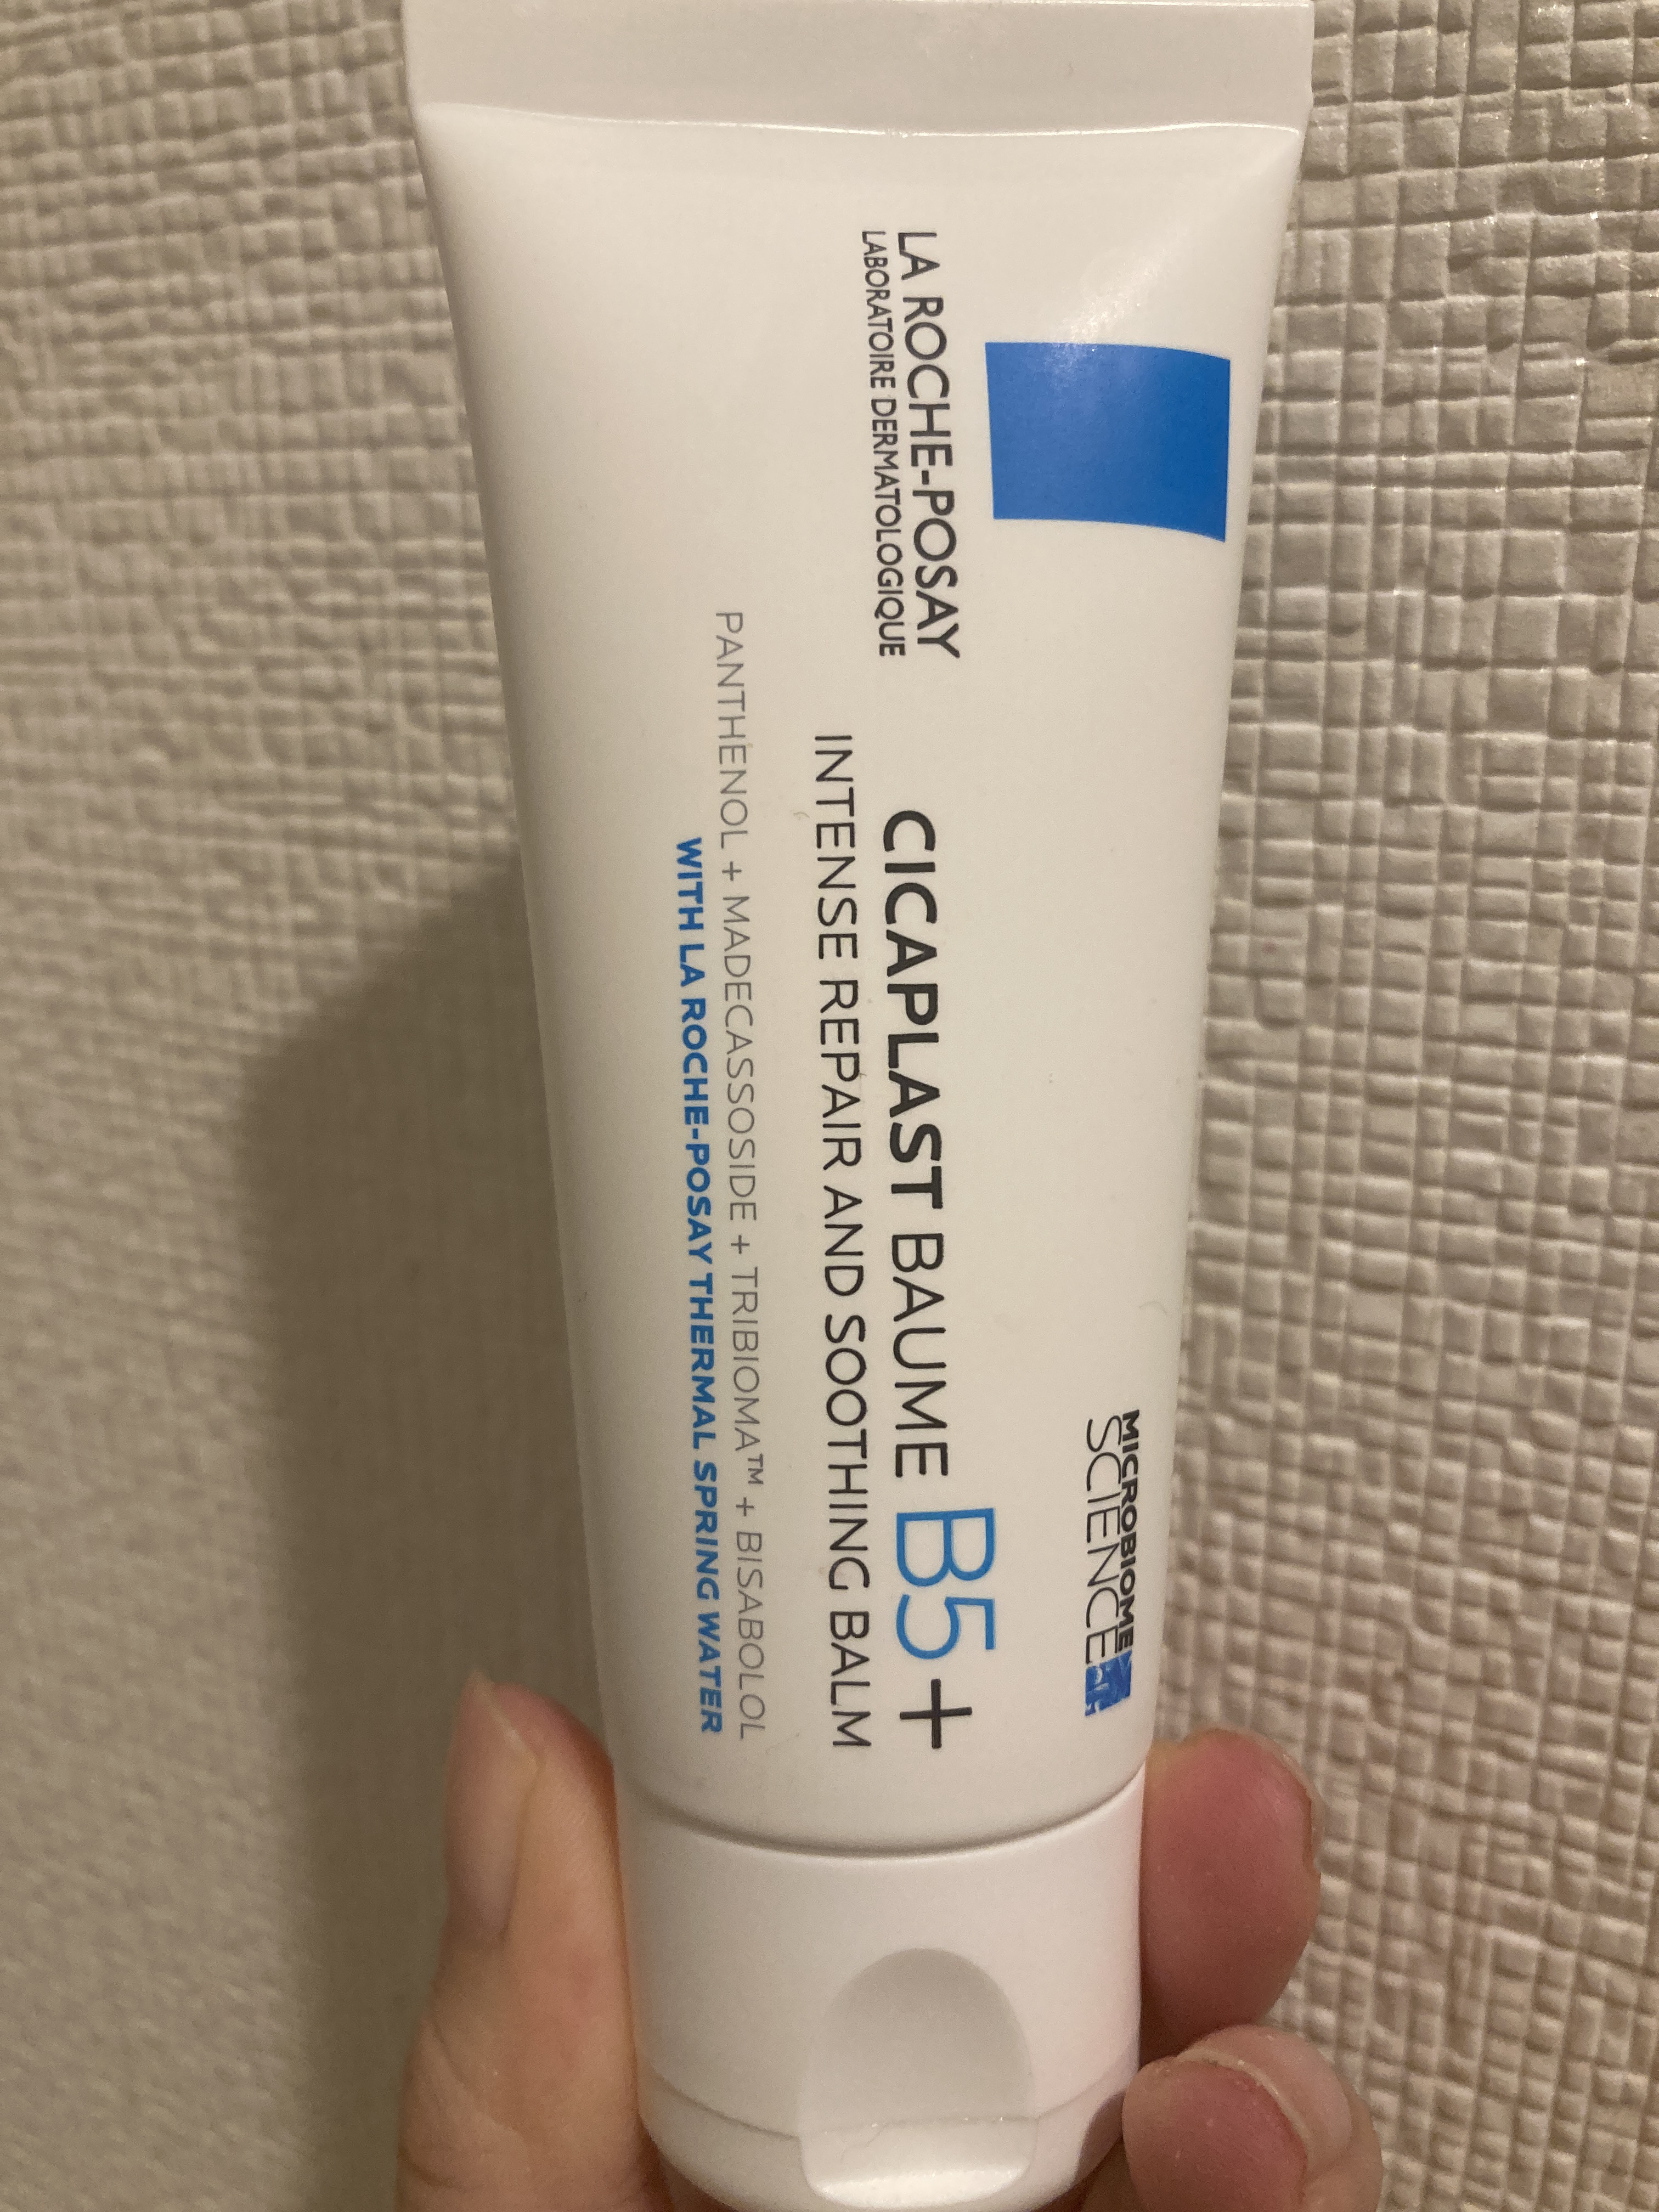 LA ROCHE-POSAY
LABORATOIRE DERMATOLOGIQUE
MICROBIOME
SCIENCE
CICAPLAST BAUME B5+
INTENSE REPAIR AND SOOTHING BALM
PANTHENOL + MADECASSOSIDE + TRIBIOMA™ + BISABOLOL
WITH LA ROCHE-POSAY THERMAL SPRING WATER